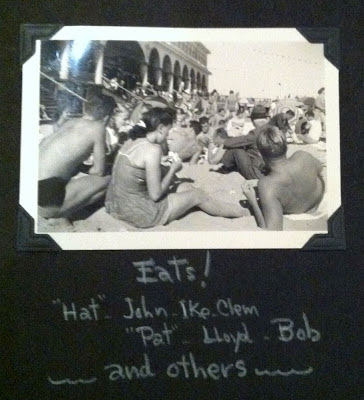 Eats!
"Hat" - John - Ike - Clem
"Pat" - Lloyd - Bob
and others